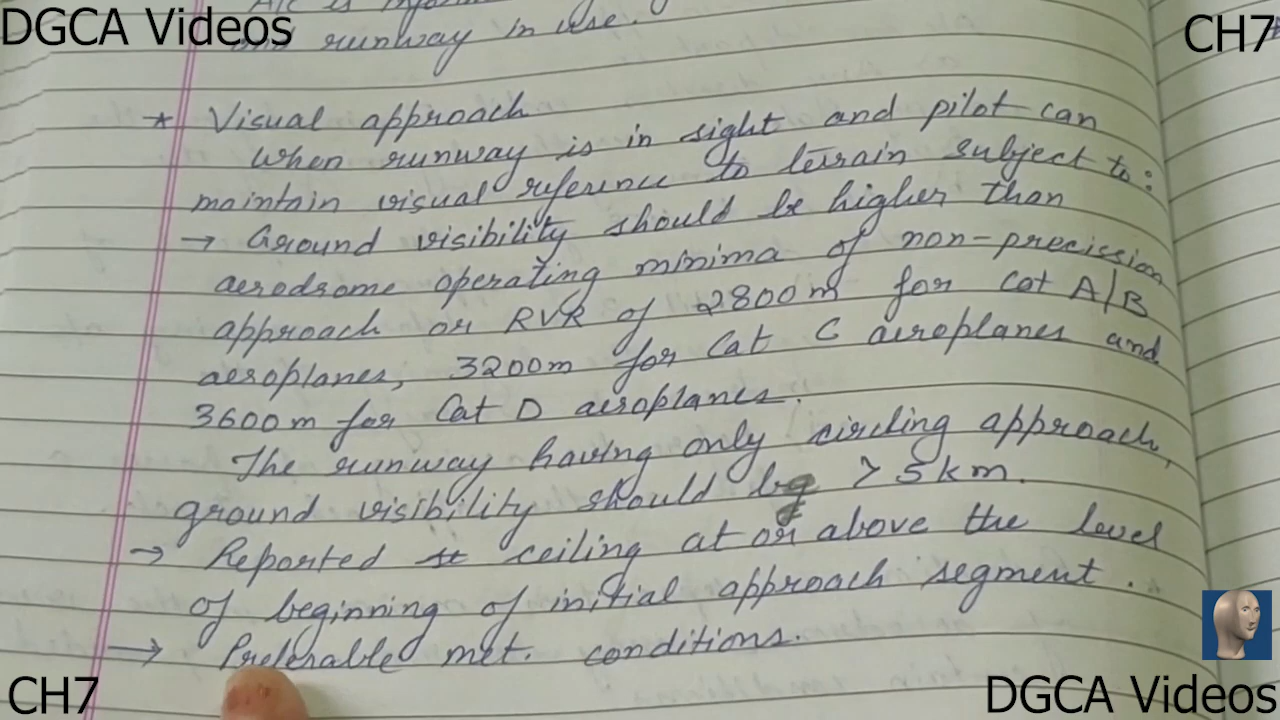 DGCA Videos
CH7
A/C is
runway in use.
* Visual approach
When runway is in sight and pilot can
maintain visual reference to terrain subject to:
→ Ground visibility should be higher than
aerodrome operating minima of non-precission
approach or RVR of 2800m for cat A/B
aeroplanes, 3200m for Cat C aeroplanes and
3600m for Cat D aeroplanes.
The runway having only circling approach,
ground visibility should be > 5km.
→ Reported ceiling at or above the level
of beginning of initial approach segment.
→ Preferable met. conditions.
CH7
DGCA Videos